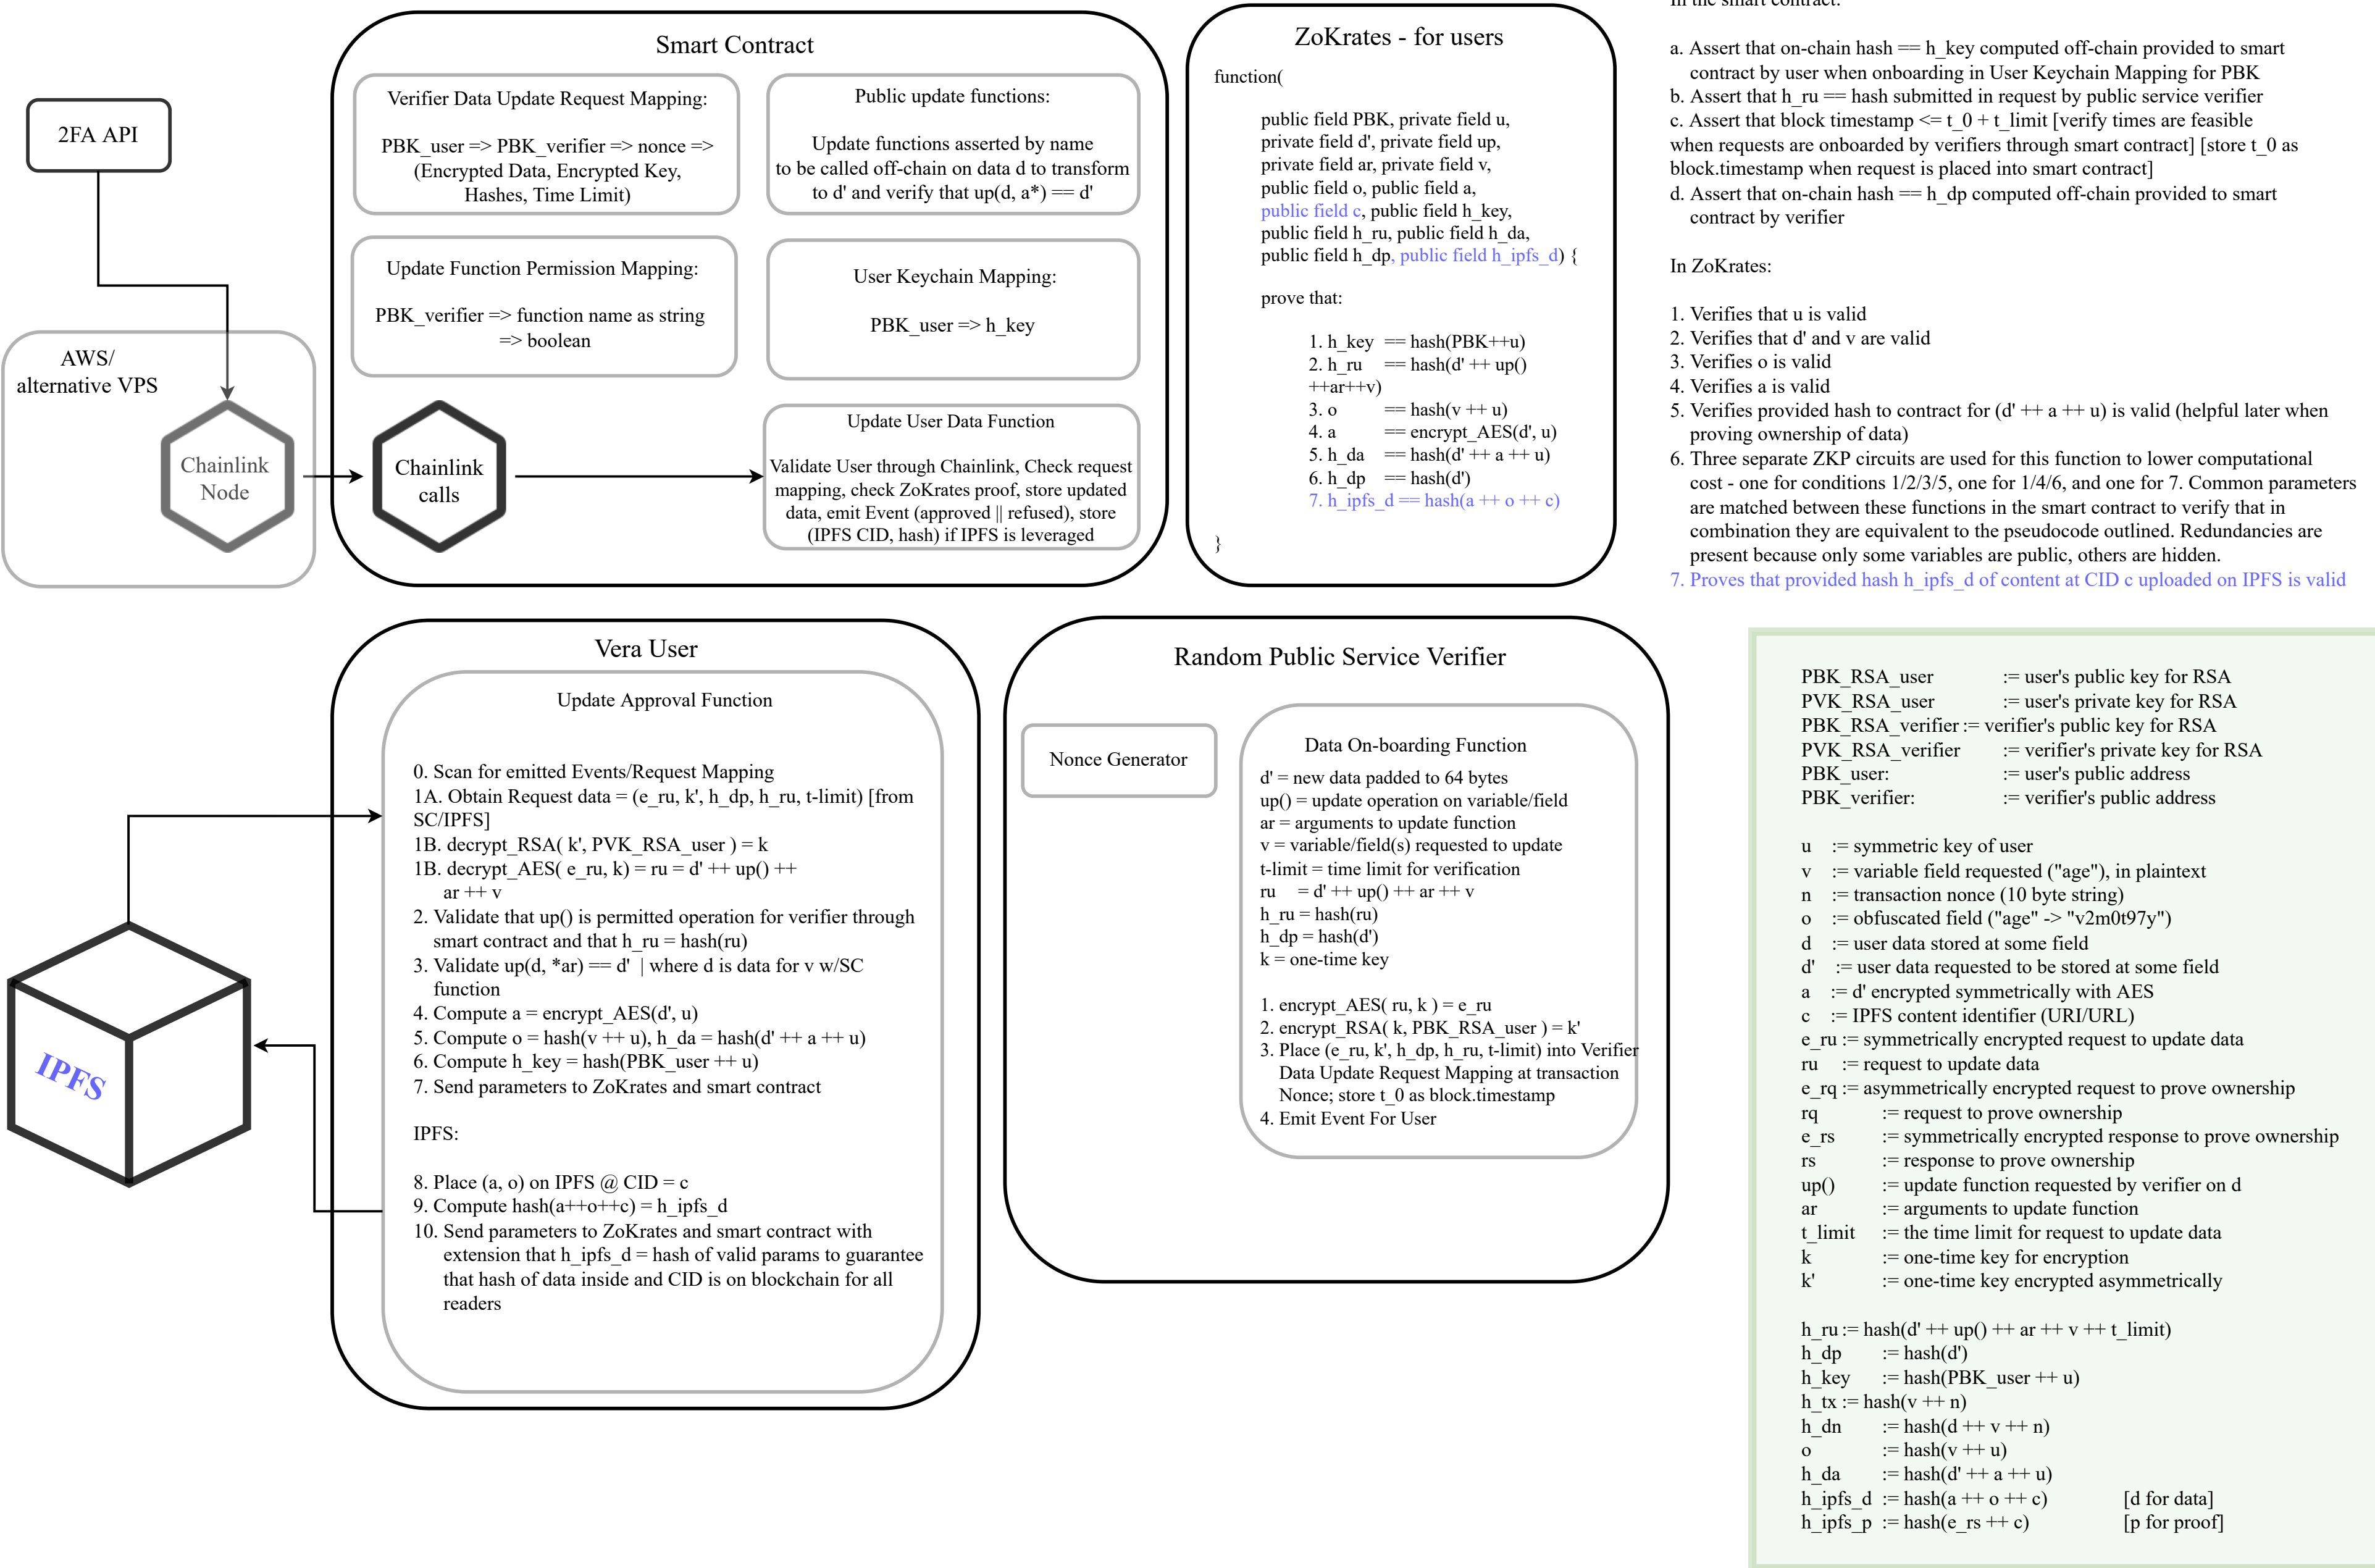 2FA API
AWS/
alternative VPS
Chainlink
Node
Smart Contract
Verifier Data Update Request Mapping:
PBK_user => PBK_verifier => nonce =>
(Encrypted Data, Encrypted Key,
Hashes, Time Limit)
Public update functions:
Update functions asserted by name
to be called off-chain on data d to transform
to d' and verify that up(d, a*) == d'
Update Function Permission Mapping:
PBK_verifier => function name as string
=> boolean
User Keychain Mapping:
PBK_user => h_key
Chainlink
calls
Update User Data Function
Validate User through Chainlink, Check request
mapping, check ZoKrates proof, store updated
data, emit Event (approved || refused), store
(IPFS CID, hash) if IPFS is leveraged
ZoKrates - for users
function(
public field PBK, private field u,
private field d', private field up,
private field ar, private field v,
public field o, public field a,
public field c, public field h_key,
public field h_ru, public field h_da,
public field h_dp, public field h_ipfs_d) {
prove that:
1. h_key == hash(PBK++u)
2. h_ru == hash(d' ++ up()
++ar++v)
3. o == hash(v ++ u)
4. a == encrypt_AES(d', u)
5. h_da == hash(d' ++ a ++ u)
6. h_dp == hash(d')
7. h_ipfs_d == hash(a ++ o ++ c)
}
In the smart contract:
a. Assert that on-chain hash == h_key computed off-chain provided to smart
contract by user when onboarding in User Keychain Mapping for PBK
b. Assert that h_ru == hash submitted in request by public service verifier
c. Assert that block timestamp <= t_0 + t_limit [verify times are feasible
when requests are onboarded by verifiers through smart contract] [store t_0 as
block.timestamp when request is placed into smart contract]
d. Assert that on-chain hash == h_dp computed off-chain provided to smart
contract by verifier
In ZoKrates:
1. Verifies that u is valid
2. Verifies that d' and v are valid
3. Verifies o is valid
4. Verifies a is valid
5. Verifies provided hash to contract for (d' ++ a ++ u) is valid (helpful later when
proving ownership of data)
6. Three separate ZKP circuits are used for this function to lower computational
cost - one for conditions 1/2/3/5, one for 1/4/6, and one for 7. Common parameters
are matched between these functions in the smart contract to verify that in
combination they are equivalent to the pseudocode outlined. Redundancies are
present because only some variables are public, others are hidden.
7. Proves that provided hash h_ipfs_d of content at CID c uploaded on IPFS is valid
IPFS
Vera User
Update Approval Function
0. Scan for emitted Events/Request Mapping
1A. Obtain Request data = (e_ru, k', h_dp, h_ru, t-limit) [from
SC/IPFS]
1B. decrypt_RSA( k', PVK_RSA_user ) = k
1B. decrypt_AES( e_ru, k) = ru = d' ++ up() ++
ar ++ v
2. Validate that up() is permitted operation for verifier through
smart contract and that h_ru = hash(ru)
3. Validate up(d, *ar) == d' | where d is data for v w/SC
function
4. Compute a = encrypt_AES(d', u)
5. Compute o = hash(v ++ u), h_da = hash(d' ++ a ++ u)
6. Compute h_key = hash(PBK_user ++ u)
7. Send parameters to ZoKrates and smart contract
IPFS:
8. Place (a, o) on IPFS @ CID = c
9. Compute hash(a++o++c) = h_ipfs_d
10. Send parameters to ZoKrates and smart contract with
extension that h_ipfs_d = hash of valid params to guarantee
that hash of data inside and CID is on blockchain for all
readers
Random Public Service Verifier
Nonce Generator
Data On-boarding Function
d' = new data padded to 64 bytes
up() = update operation on variable/field
ar = arguments to update function
v = variable/field(s) requested to update
t-limit = time limit for verification
ru = d' ++ up() ++ ar ++ v
h_ru = hash(ru)
h_dp = hash(d')
k = one-time key
1. encrypt_AES( ru, k ) = e_ru
2. encrypt_RSA( k, PBK_RSA_user ) = k'
3. Place (e_ru, k', h_dp, h_ru, t-limit) into Verifier
Data Update Request Mapping at transaction
Nonce; store t_0 as block.timestamp
4. Emit Event For User
PBK_RSA_user := user's public key for RSA
PVK_RSA_user := user's private key for RSA
PBK_RSA_verifier := verifier's public key for RSA
PVK_RSA_verifier := verifier's private key for RSA
PBK_user: := user's public address
PBK_verifier: := verifier's public address
u := symmetric key of user
v := variable field requested ("age"), in plaintext
n := transaction nonce (10 byte string)
o := obfuscated field ("age" -> "v2m0t97y")
d := user data stored at some field
d' := user data requested to be stored at some field
a := d' encrypted symmetrically with AES
c := IPFS content identifier (URI/URL)
e_ru := symmetrically encrypted request to update data
ru := request to update data
e_rq := asymmetrically encrypted request to prove ownership
rq := request to prove ownership
e_rs := symmetrically encrypted response to prove ownership
rs := response to prove ownership
up() := update function requested by verifier on d
ar := arguments to update function
t_limit := the time limit for request to update data
k := one-time key for encryption
k' := one-time key encrypted asymmetrically
h_ru := hash(d' ++ up() ++ ar ++ v ++ t_limit)
h_dp := hash(d')
h_key := hash(PBK_user ++ u)
h_tx := hash(v ++ n)
h_dn := hash(d ++ v ++ n)
o := hash(v ++ u)
h_da := hash(d' ++ a ++ u)
h_ipfs_d := hash(a ++ o ++ c) [d for data]
h_ipfs_p := hash(e_rs ++ c) [p for proof]